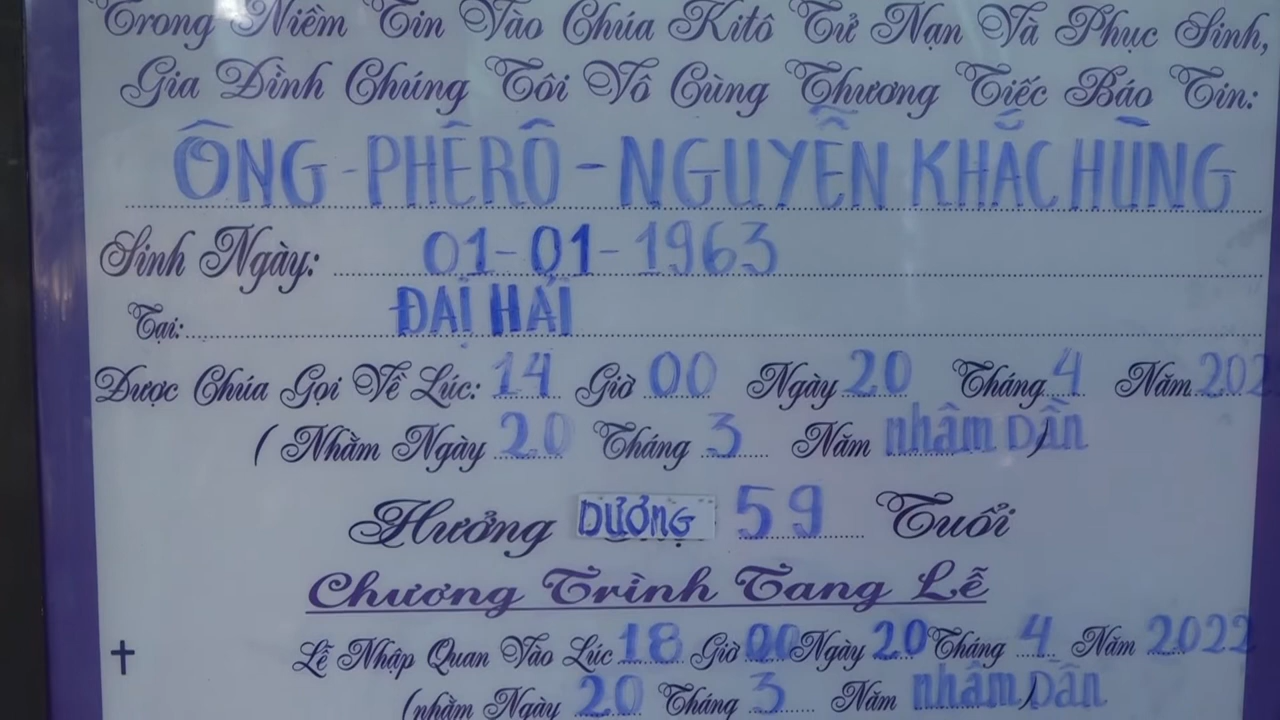 Trong Niềm Tin Vào Chúa Kitô Tử Nạn Và Phục Sinh,
Gia Đình Chúng Tôi Vô Cùng Thương Tiếc Báo Tin:
ÔNG - PHÊRÔ - NGUYỄN KHẮC HÙNG
Sinh Ngày: 01-01-1963
Tại: ĐẠI HẢI
Được Chúa Gọi Về Lúc: 14 Giờ 00 Ngày 20 Tháng 4 Năm 202
( Nhằm Ngày 20 Tháng 3 Năm nhâm Dần )
Hưởng DƯƠNG 59 Tuổi
Chương Trình Tang Lễ
Lễ Nhập Quan Vào Lúc 18 Giờ 00 Ngày 20 Tháng 4 Năm 2022
(nhằm Ngày 20 Tháng 3 Năm nhâm Dần